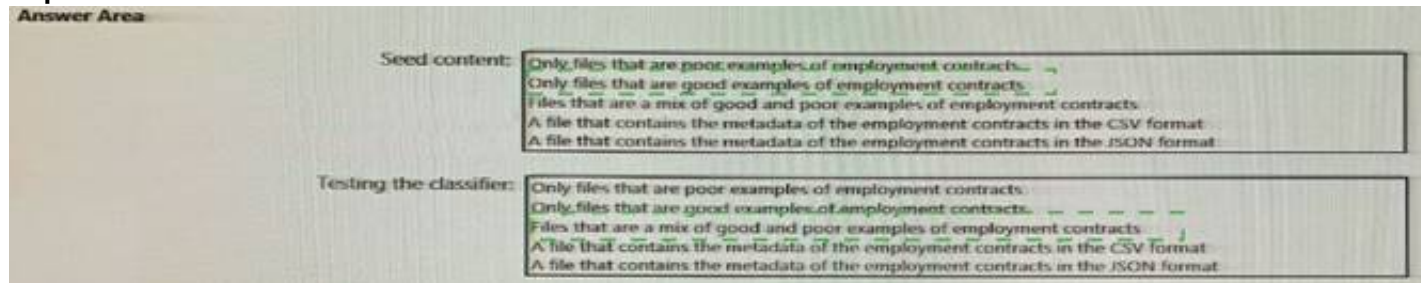 Answer Area
Seed content:
Only files that are poor examples of employment contracts
Only files that are good examples of employment contracts
Files that are a mix of good and poor examples of employment contracts
A file that contains the metadata of the employment contracts in the CSV format
A file that contains the metadata of the employment contracts in the JSON format
Testing the classifier:
Only files that are poor examples of employment contracts
Only files that are good examples of employment contracts
Files that are a mix of good and poor examples of employment contracts
A file that contains the metadata of the employment contracts in the CSV format
A file that contains the metadata of the employment contracts in the JSON format